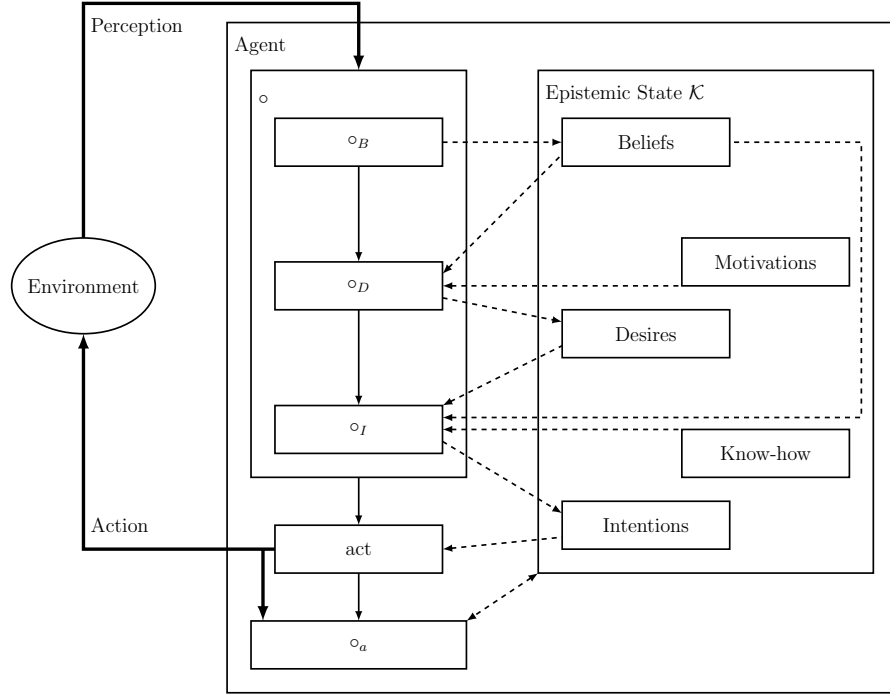 Perception
Agent
∘
Epistemic State 𝒦
∘_B
Beliefs
Motivations
Environment
∘_D
Desires
∘_I
Know-how
Action
act
Intentions
∘_a